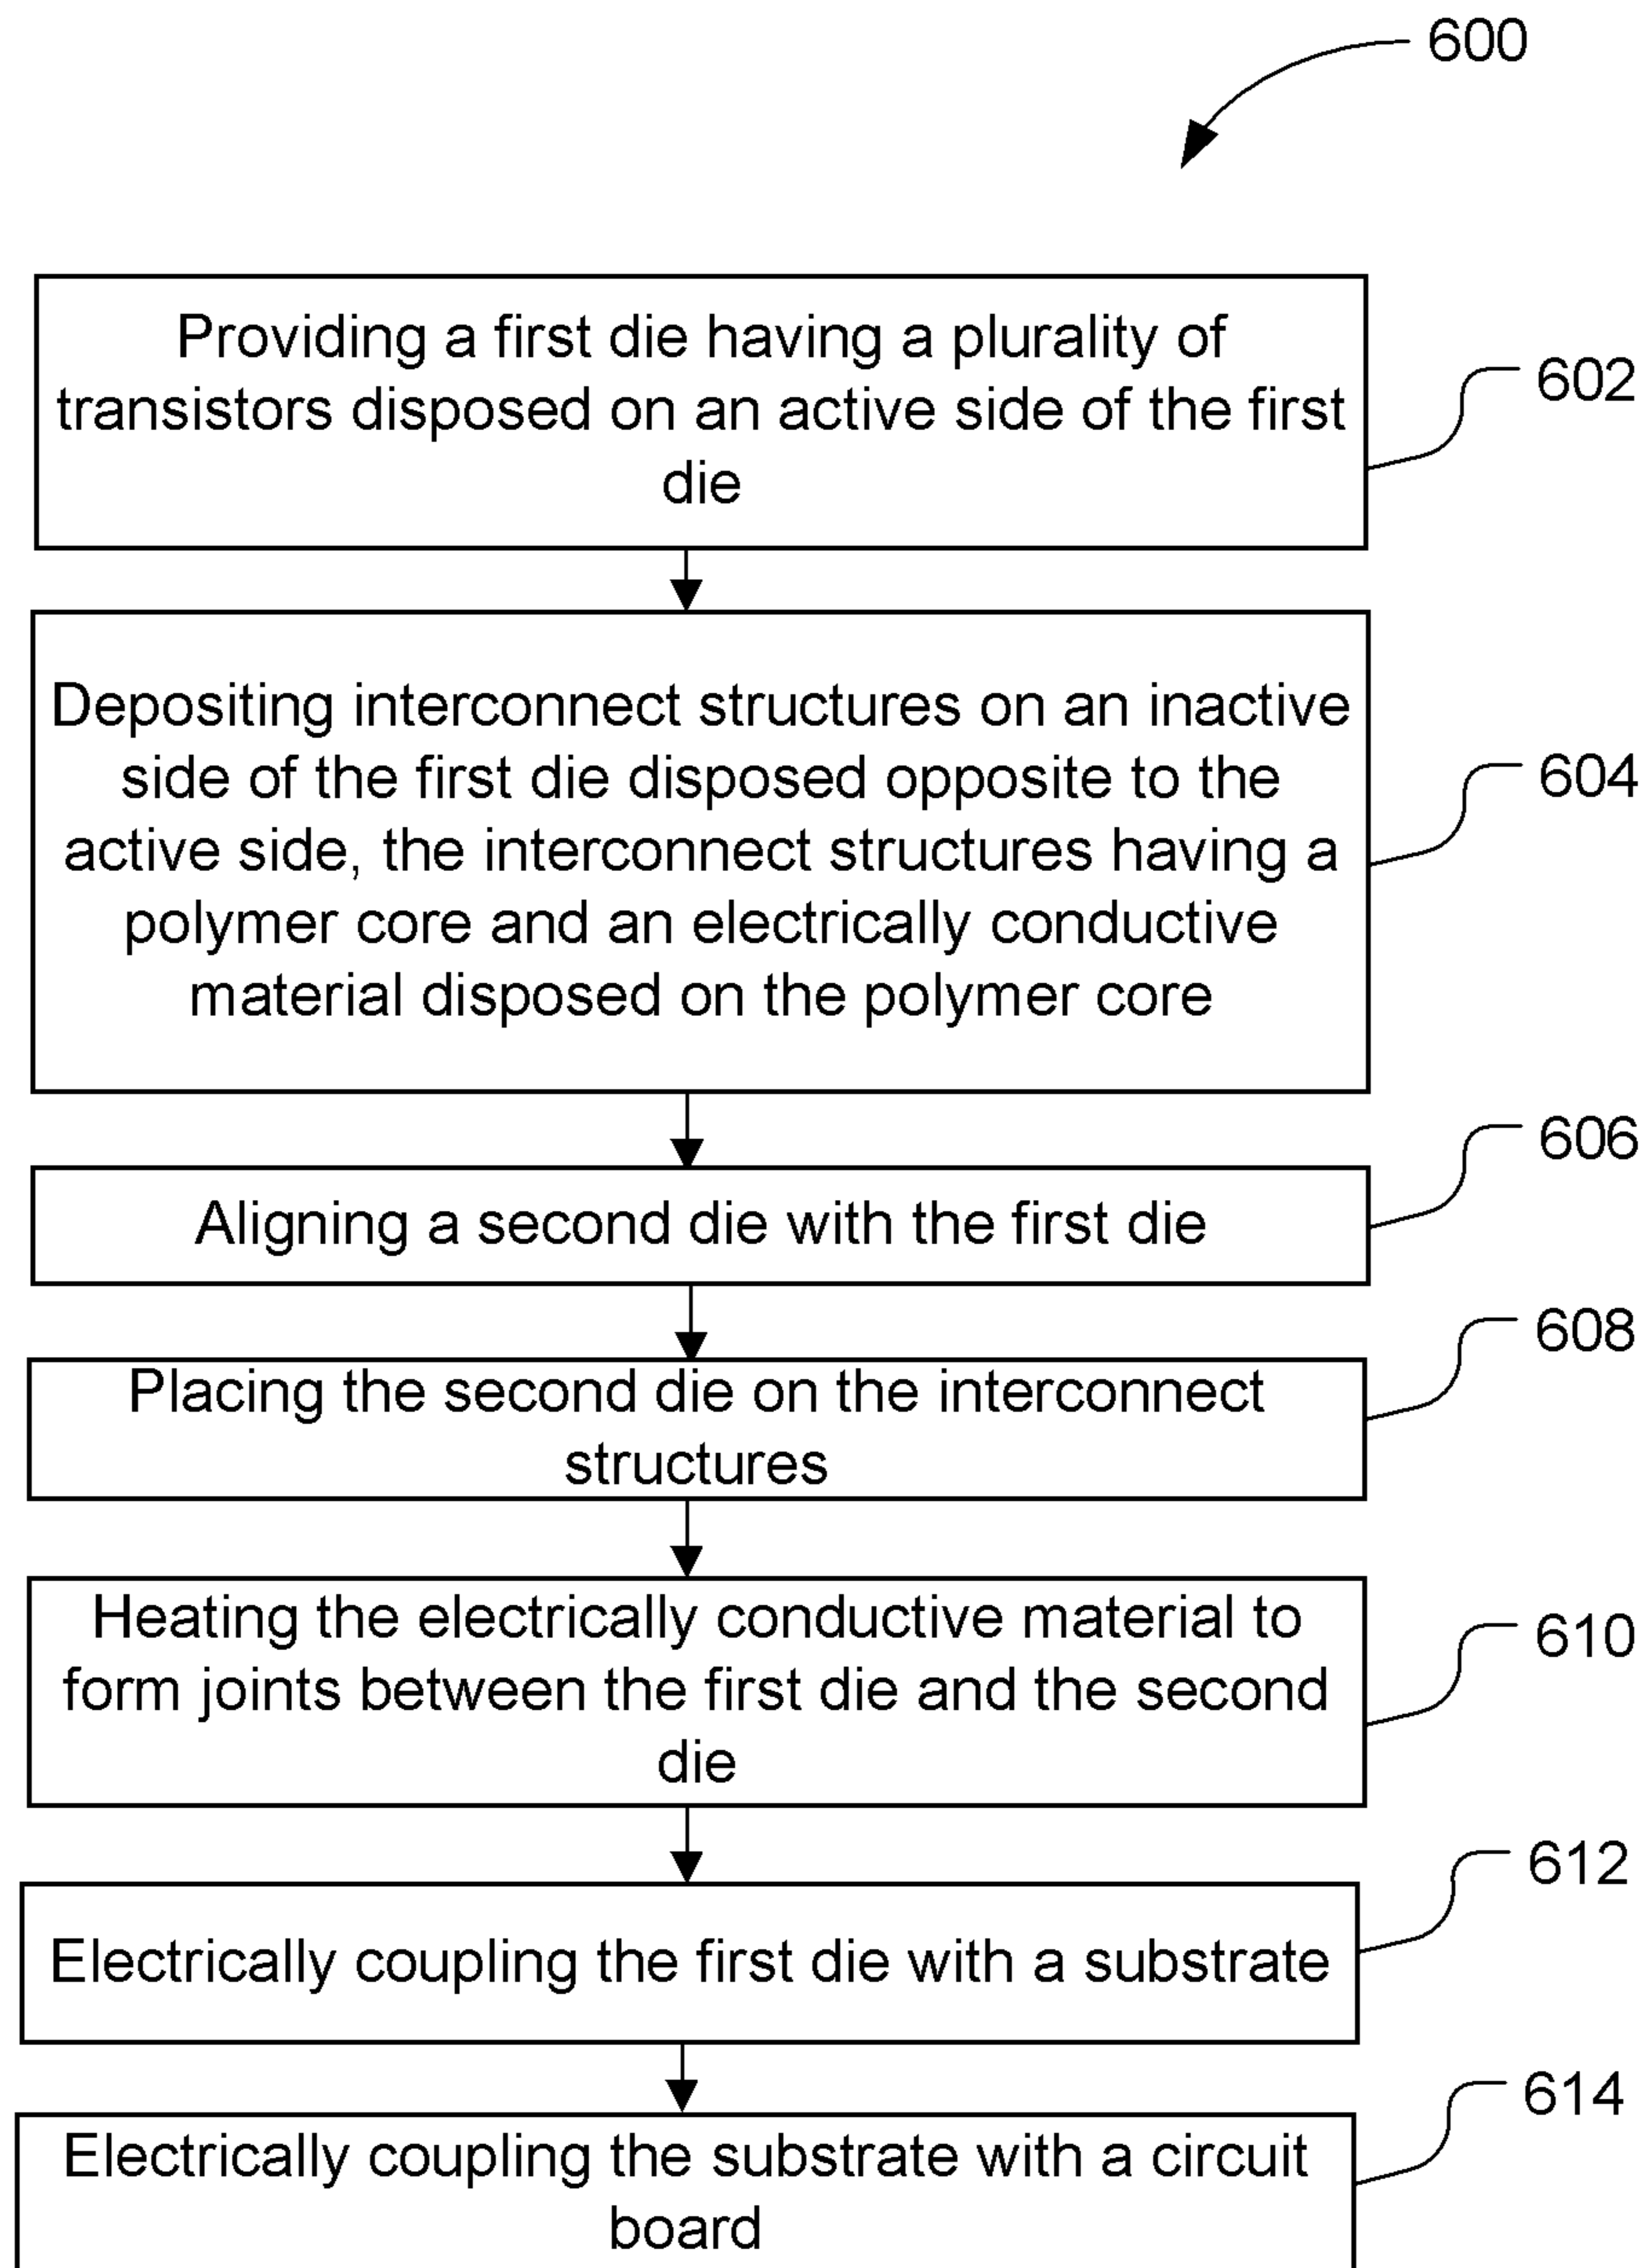 600
Providing a first die having a plurality of
transistors disposed on an active side of the first
die
602
Depositing interconnect structures on an inactive
side of the first die disposed opposite to the
active side, the interconnect structures having a
polymer core and an electrically conductive
material disposed on the polymer core
604
Aligning a second die with the first die
606
Placing the second die on the interconnect
structures
608
Heating the electrically conductive material to
form joints between the first die and the second
die
610
Electrically coupling the first die with a substrate
612
Electrically coupling the substrate with a circuit
board
614